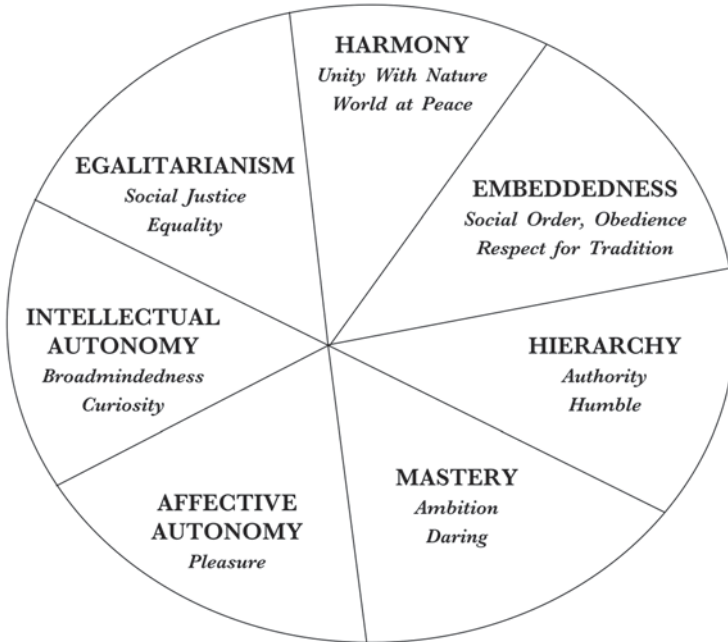 HARMONY
Unity With Nature
World at Peace
EGALITARIANISM
Social Justice
Equality
EMBEDDEDNESS
Social Order, Obedience
Respect for Tradition
INTELLECTUAL
AUTONOMY
Broadmindedness
Curiosity
HIERARCHY
Authority
Humble
AFFECTIVE
AUTONOMY
Pleasure
MASTERY
Ambition
Daring